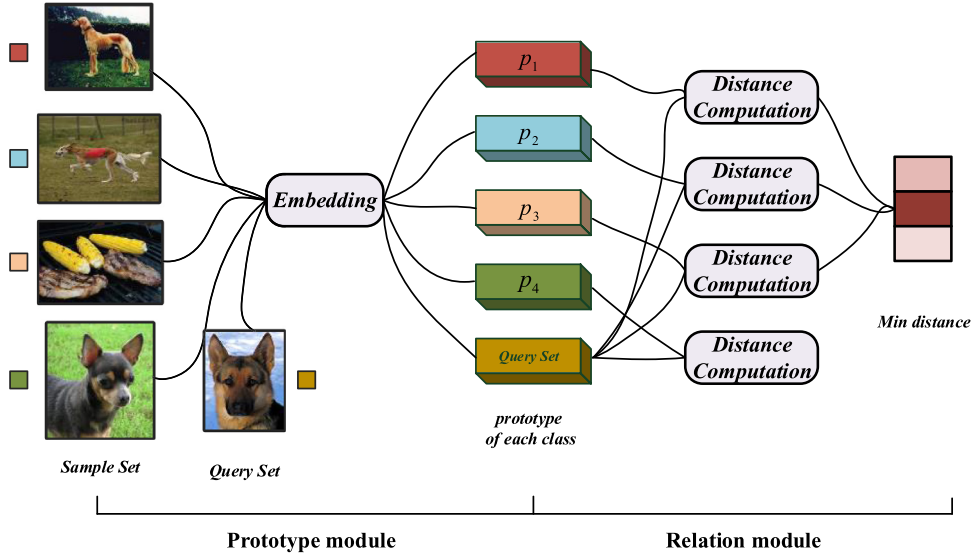 p1
p2
p3
p4
Query Set
Embedding
Distance
Computation
Distance
Computation
Distance
Computation
Distance
Computation
Min distance
prototype
of each class
Sample Set
Query Set
Prototype module
Relation module